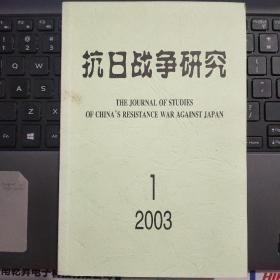 抗日战争研究
THE JOURNAL OF STUDIES
OF CHINA'S RESISTANCE WAR AGAINST JAPAN
1
2003